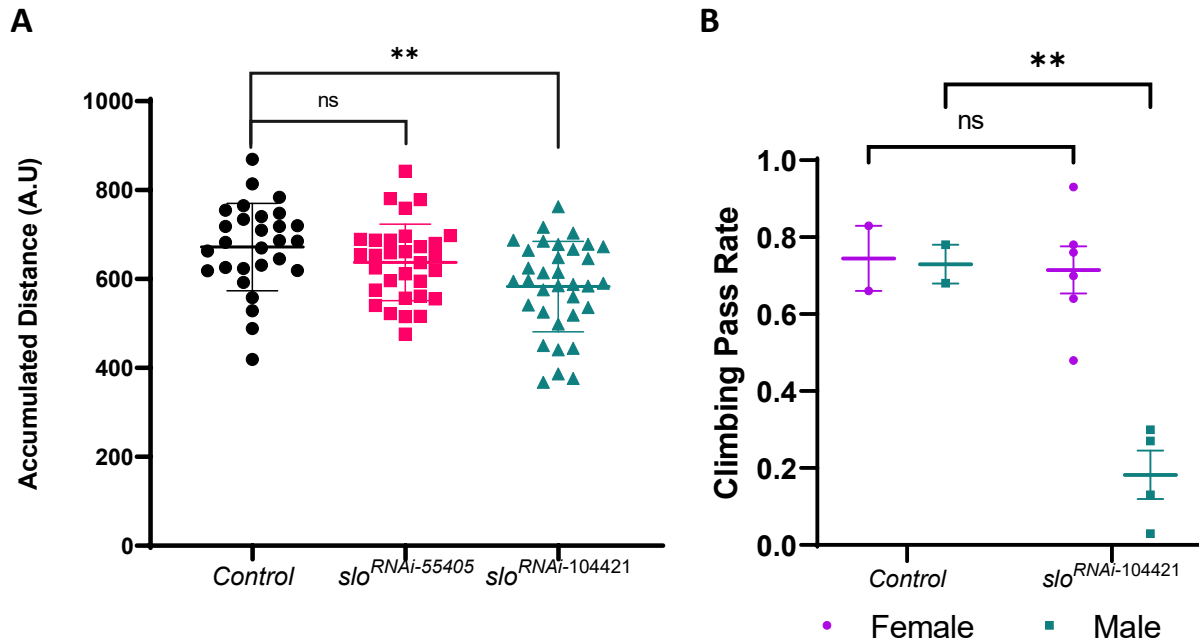 A
**
ns
1000
800
600
400
200
0
Accumulated Distance (A.U)
Control
slo^RNAi-55405
slo^RNAi-104421
B
**
ns
1.0
0.8
0.6
0.4
0.2
0.0
Climbing Pass Rate
Control
slo^RNAi-104421
Female
Male